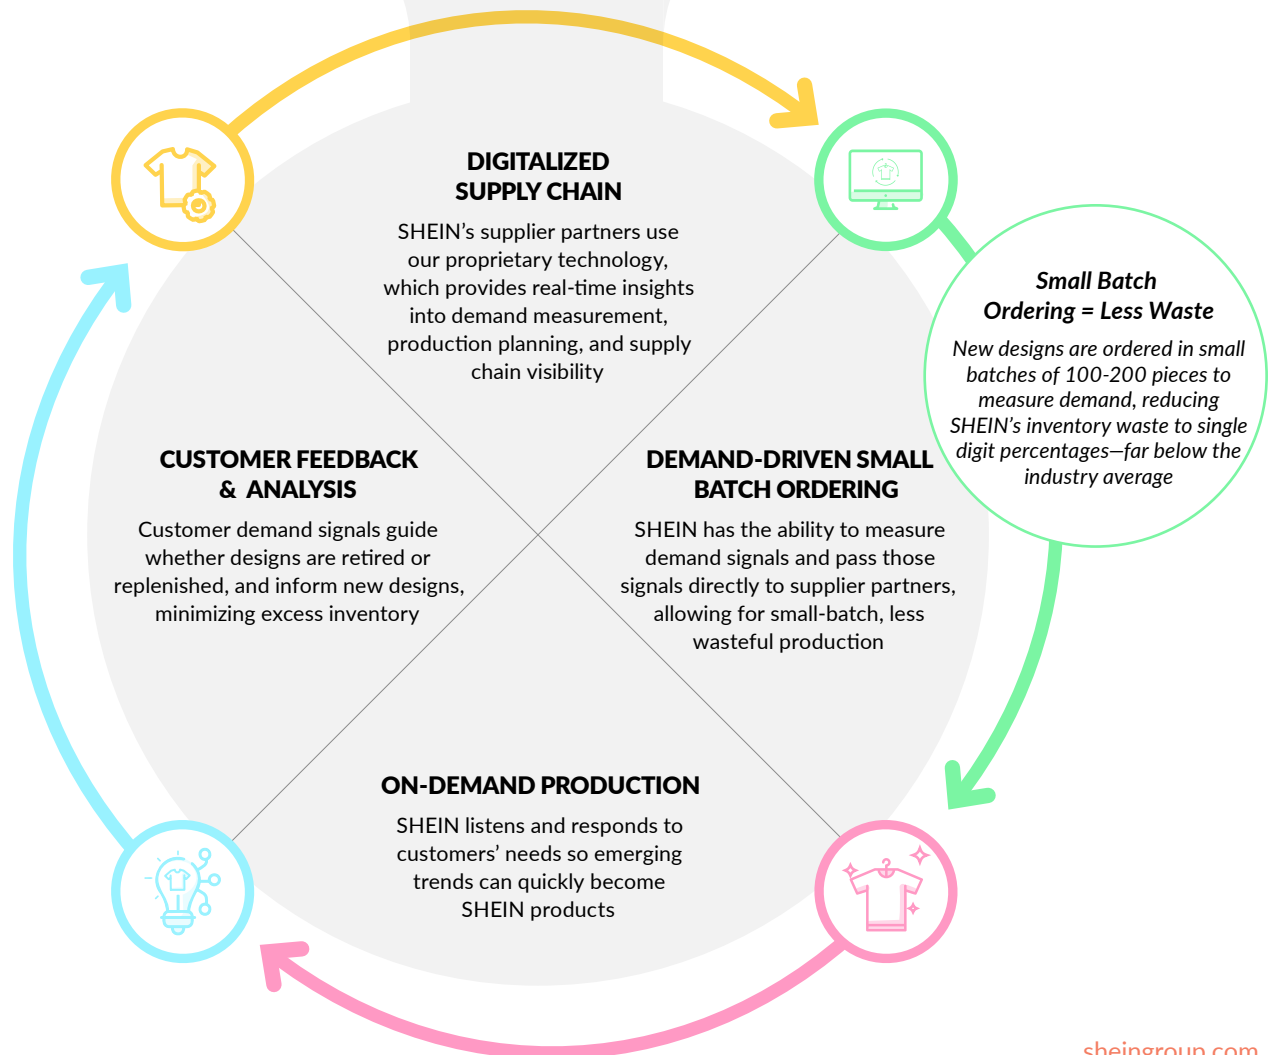 DIGITALIZED
SUPPLY CHAIN
SHEIN’s supplier partners use
our proprietary technology,
which provides real-time insights
into demand measurement,
production planning, and supply
chain visibility
Small Batch
Ordering = Less Waste
New designs are ordered in small
batches of 100-200 pieces to
measure demand, reducing
SHEIN’s inventory waste to single
digit percentages—far below the
industry average
CUSTOMER FEEDBACK
& ANALYSIS
Customer demand signals guide
whether designs are retired or
replenished, and inform new designs,
minimizing excess inventory
DEMAND-DRIVEN SMALL
BATCH ORDERING
SHEIN has the ability to measure
demand signals and pass those
signals directly to supplier partners,
allowing for small-batch, less
wasteful production
ON-DEMAND PRODUCTION
SHEIN listens and responds to
customers’ needs so emerging
trends can quickly become
SHEIN products
sheingroup.com